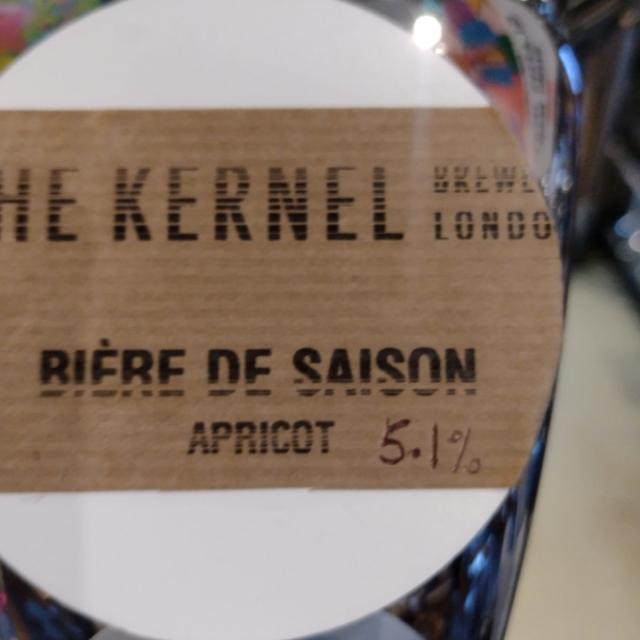 HE KERNEL
BREWE
LONDO
BIÈRE DE SAISON
APRICOT 5.1%